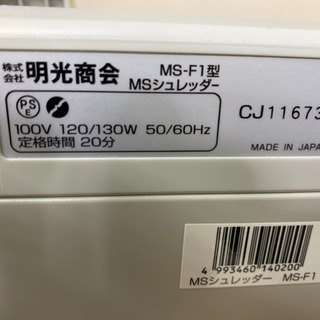 株式会社 明光商会 MS-F1型
MSシュレッダー
PSE
100V 120/130W 50/60Hz
定格時間 20分
CJ11673
MADE IN JAPA
4 993460 140200
MSシュレッダー MS-F1